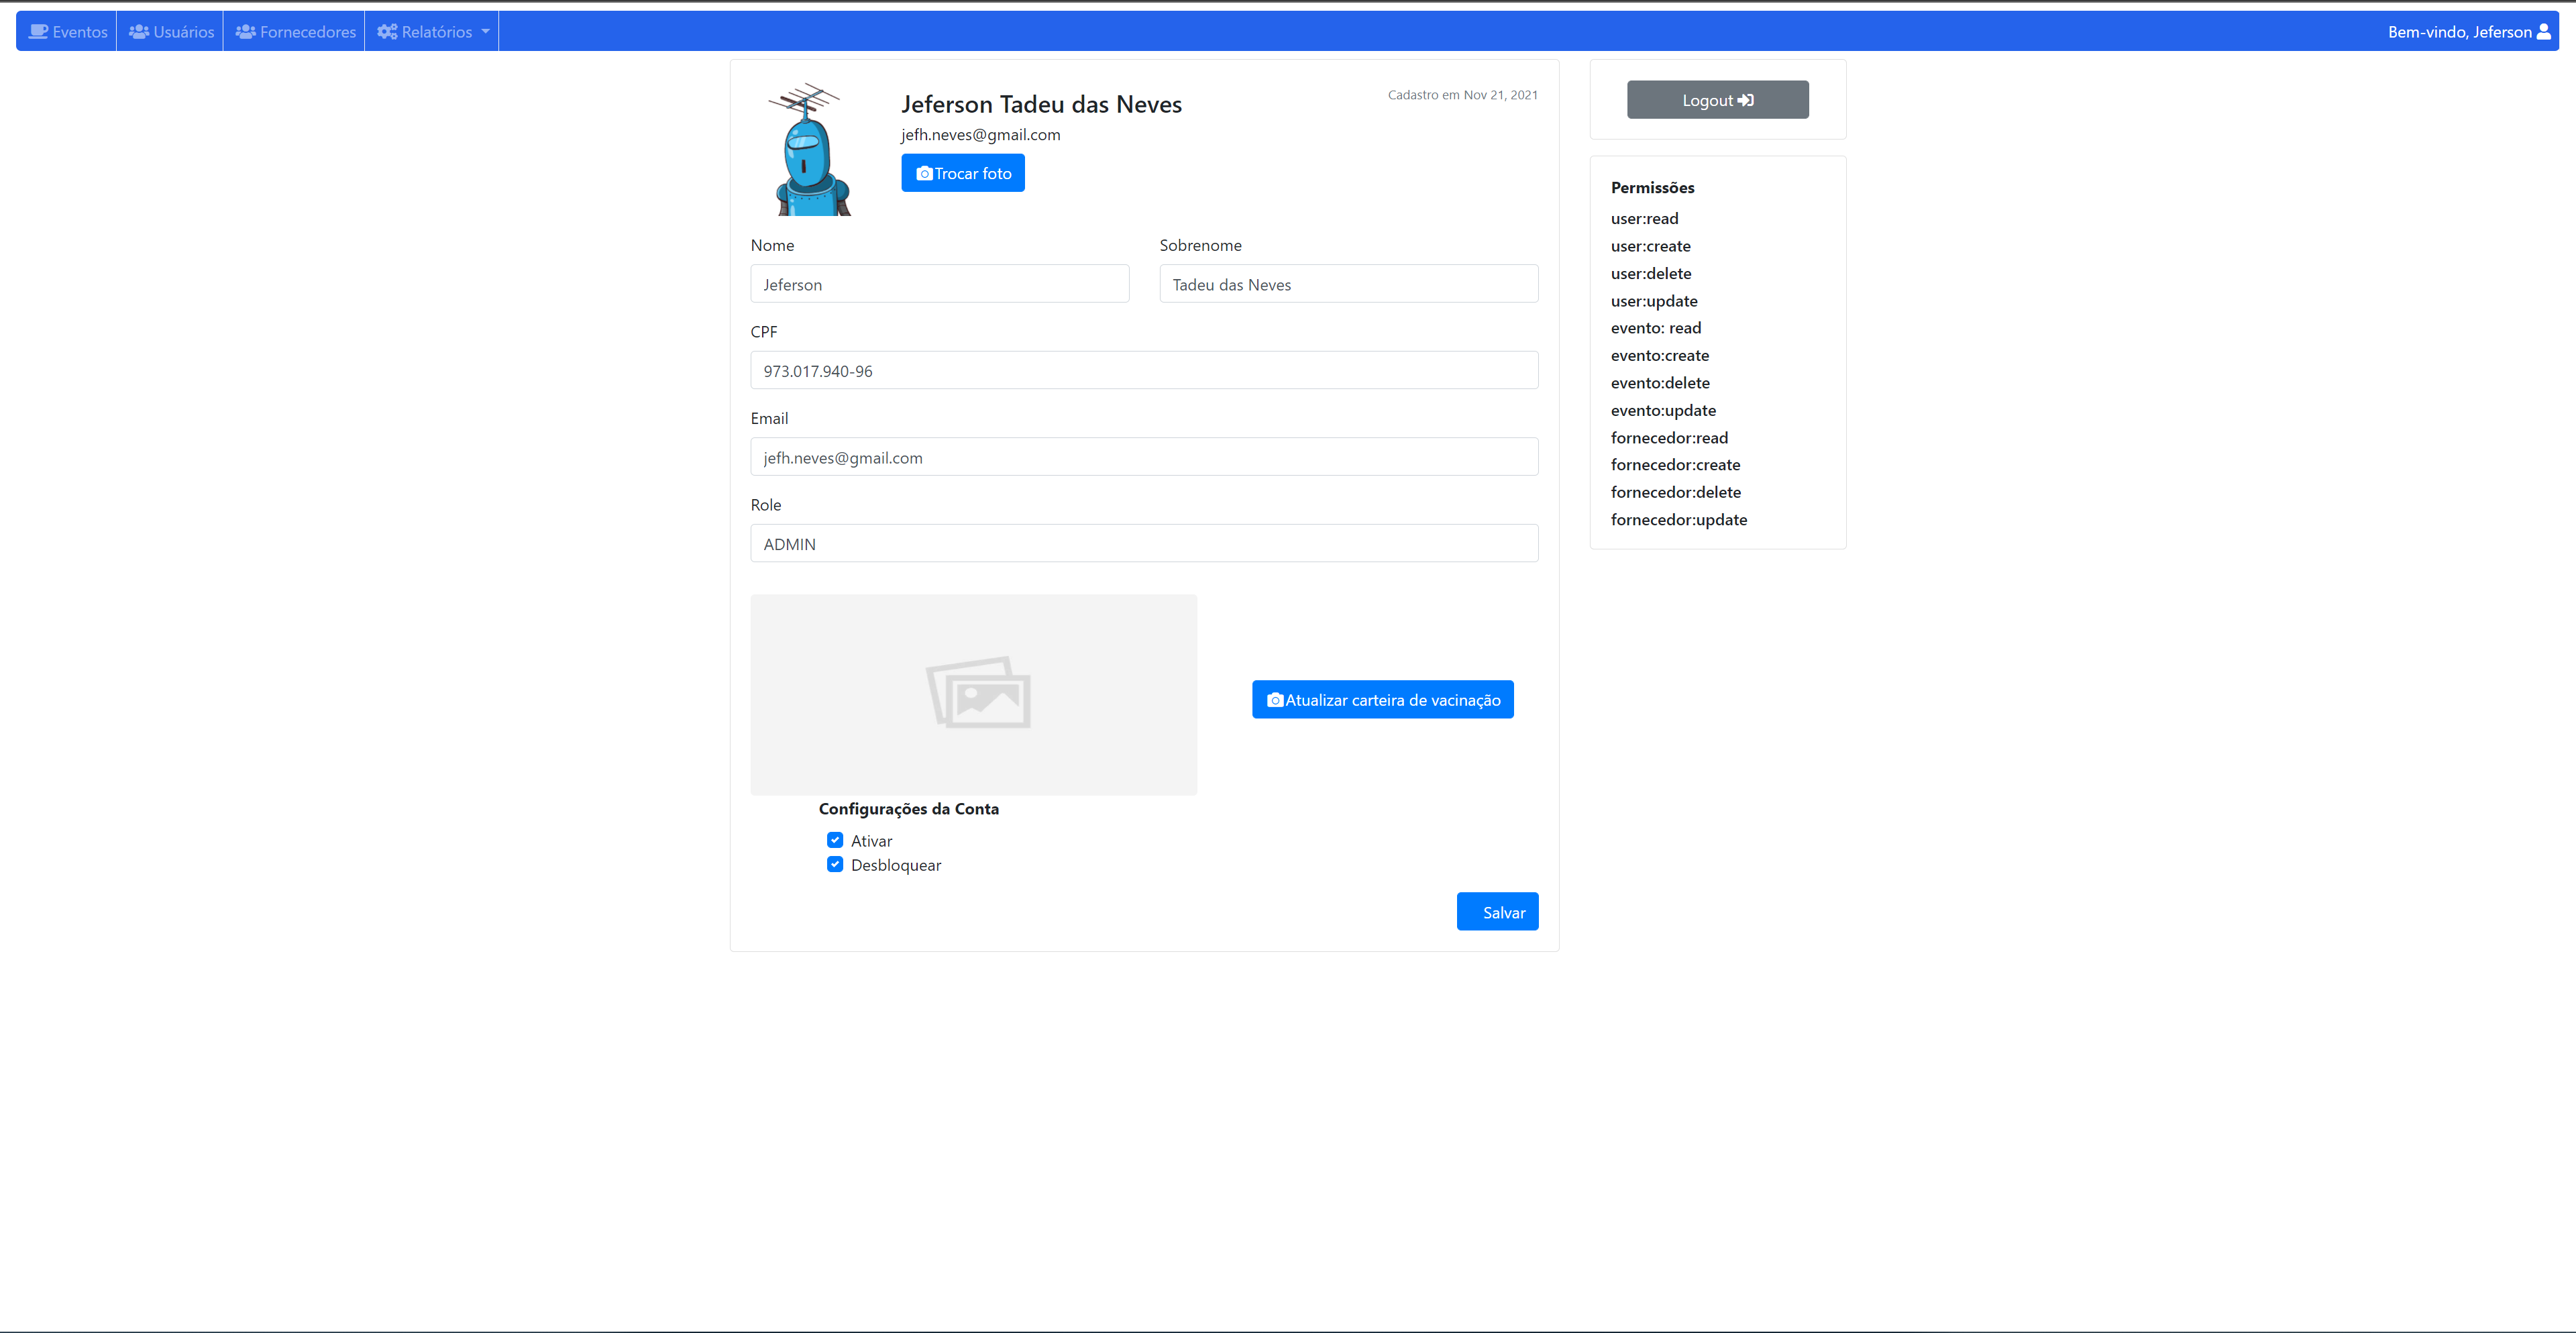 Eventos Usuários Fornecedores Relatórios Bem-vindo, Jeferson
Jeferson Tadeu das Neves
Cadastro em Nov 21, 2021
jefh.neves@gmail.com
Trocar foto
Nome Sobrenome
Jeferson Tadeu das Neves
CPF
973.017.940-96
Email
jefh.neves@gmail.com
Role
ADMIN
Atualizar carteira de vacinação
Configurações da Conta
Ativar
Desbloquear
Salvar
Logout
Permissões
user:read
user:create
user:delete
user:update
evento: read
evento:create
evento:delete
evento:update
fornecedor:read
fornecedor:create
fornecedor:delete
fornecedor:update